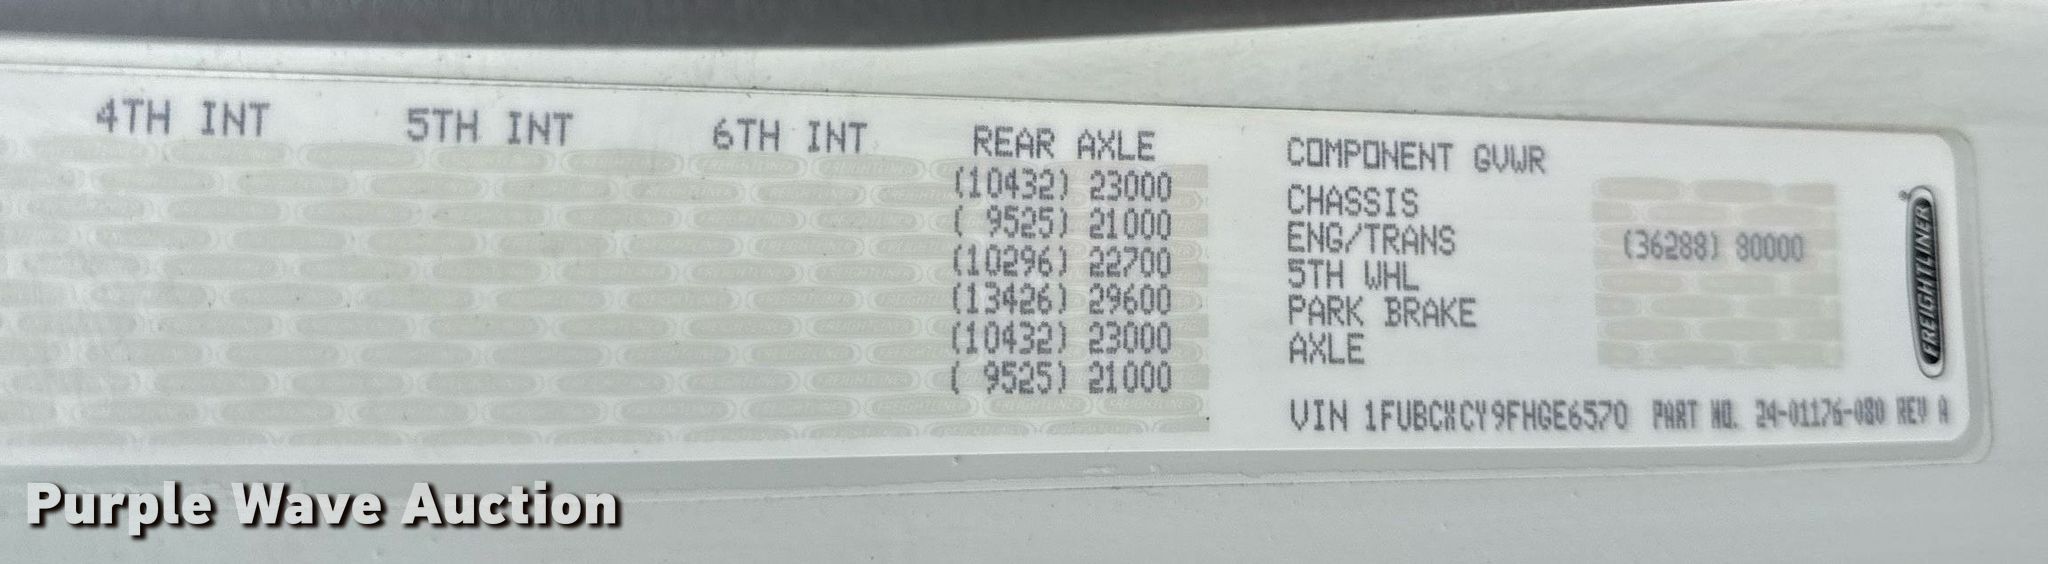 4TH INT 5TH INT 6TH INT REAR AXLE
(10432) 23000
( 9525) 21000
(10296) 22700
(13426) 29600
(10432) 23000
( 9525) 21000
COMPONENT GVWR
CHASSIS
ENG/TRANS (36288) 80000
5TH WHL
PARK BRAKE
AXLE
VIN 1FUBCXCY9FHGE6570 PART NO. 24-01176-080 REV A
FREIGHTLINER
Purple Wave Auction